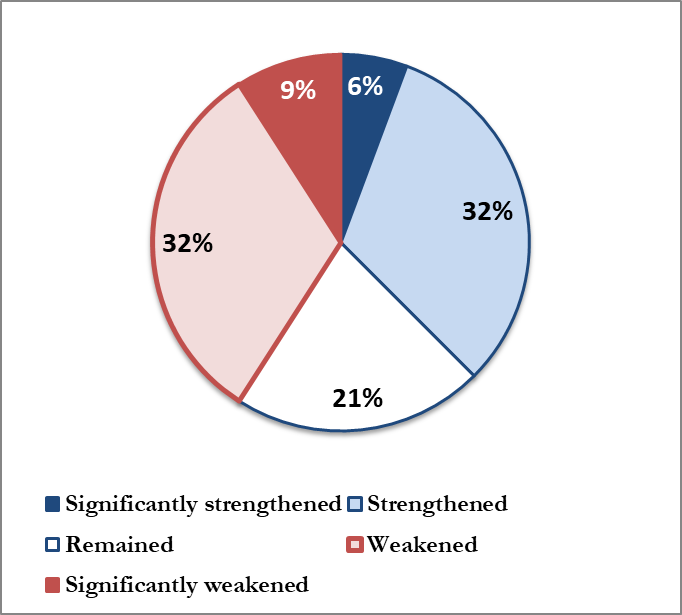 9% 6%
32%
32%
21%
Significantly strengthened Strengthened
Remained Weakened
Significantly weakened